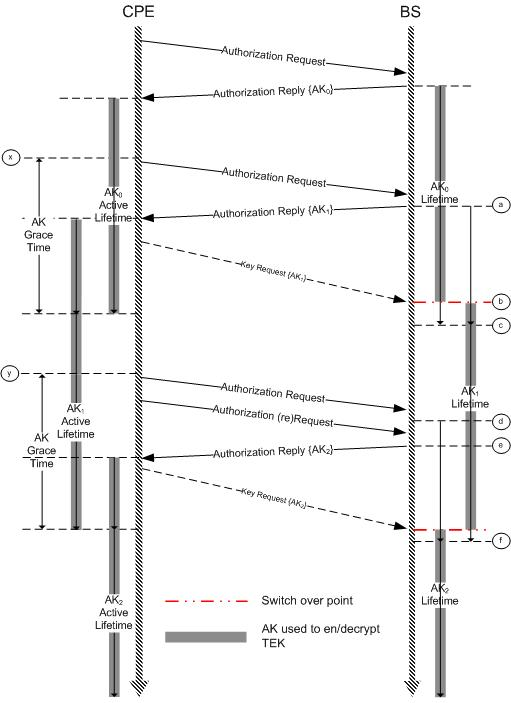 CPE
BS
Authorization Request
Authorization Reply {AK₀}
x
AK₀
Active
Lifetime
AK₀
Lifetime
Authorization Request
a
Authorization Reply {AK₁}
AK
Grace
Time
Key Request {AK₁}
b
c
y
Authorization Request
AK₁
Lifetime
AK₁
Active
Lifetime
Authorization (re)Request
d
AK
Grace
Time
Authorization Reply {AK₂}
e
Key Request {AK₂}
f
AK₂
Active
Lifetime
AK₂
Lifetime
Switch over point
AK used to en/decrypt
TEK